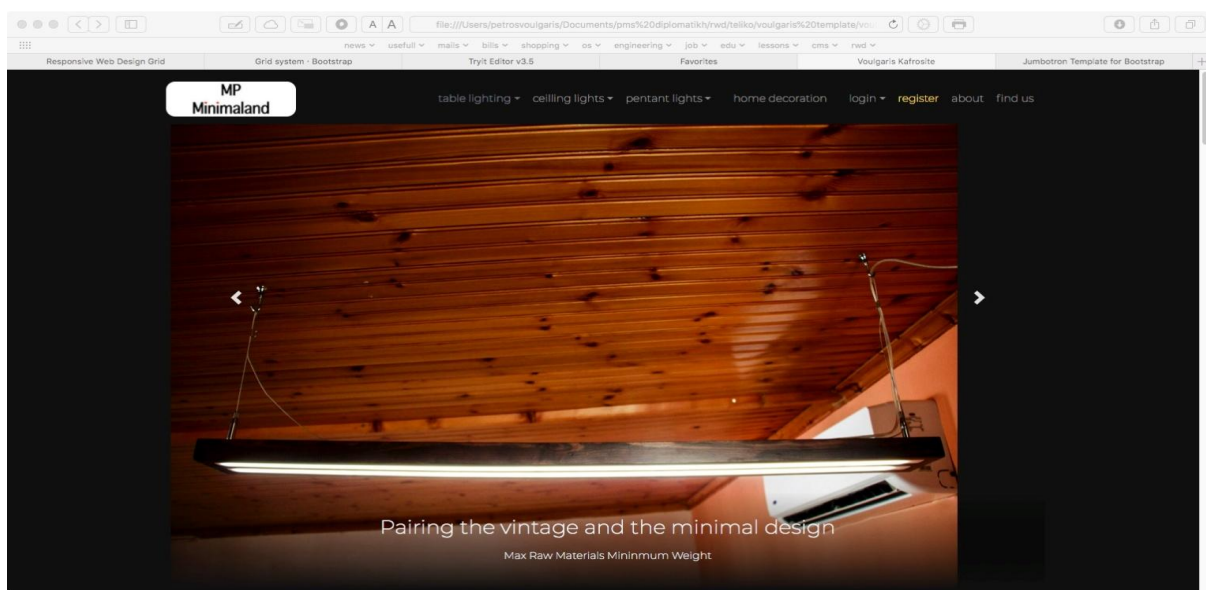 A A file:///Users/petrosvoulgaris/Documents/pms%20diplomatikh/rwd/teliko/voulgaris%20template/vou
news usefull mails bills shopping os engineering job edu lessons cms rwd
Responsive Web Design Grid Grid system · Bootstrap Tryit Editor v3.5 Favorites Voulgaris Kafrosite Jumbotron Template for Bootstrap
MP
Minimaland
table lighting ceilling lights pentant lights home decoration login register about find us
Pairing the vintage and the minimal design
Max Raw Materials Mininmum Weight